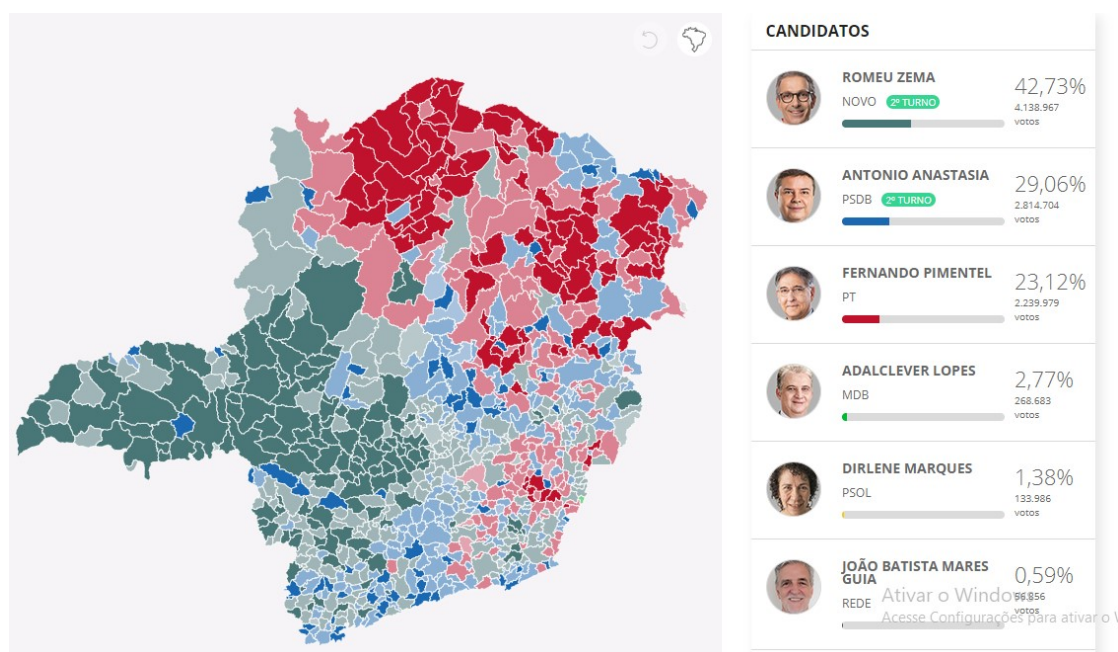 CANDIDATOS
ROMEU ZEMA
NOVO 2º TURNO
42,73%
4.138.967
votos
ANTONIO ANASTASIA
PSDB 2º TURNO
29,06%
2.814.704
votos
FERNANDO PIMENTEL
PT
23,12%
2.239.979
votos
ADALCLEVER LOPES
MDB
2,77%
268.683
votos
DIRLENE MARQUES
PSOL
1,38%
133.986
votos
JOÃO BATISTA MARES
GUIA
REDE
0,59%
56.856
votos
Ativar o Windows
Acesse Configurações para ativar o W